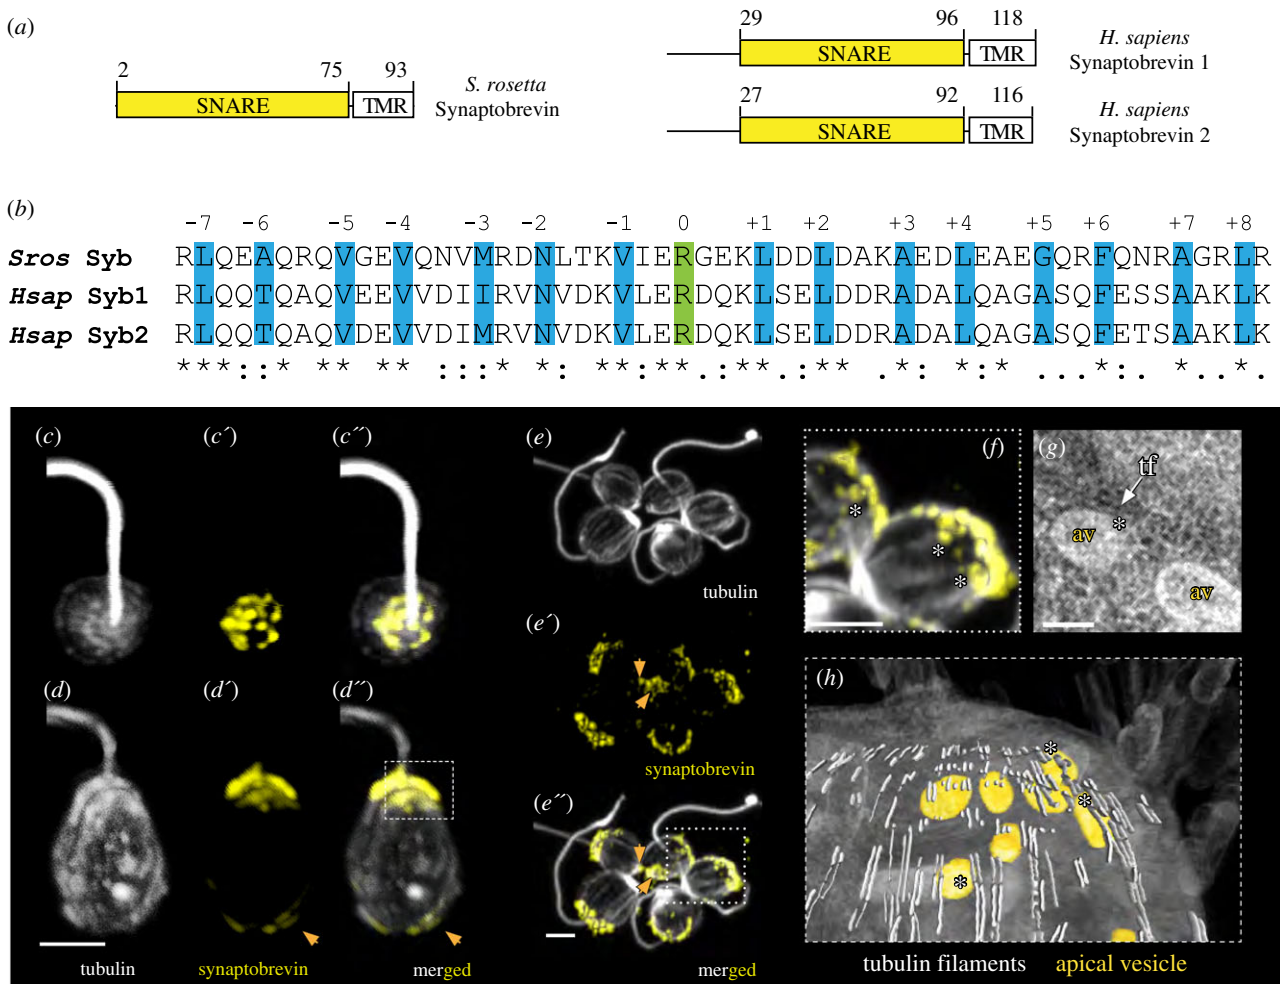 (a)
2 75 93
SNARE TMR
S. rosetta
Synaptobrevin
29 96 118
SNARE TMR
H. sapiens
Synaptobrevin 1
27 92 116
SNARE TMR
H. sapiens
Synaptobrevin 2
(b)
−7 −6 −5 −4 −3 −2 −1 0 +1 +2 +3 +4 +5 +6 +7 +8
Sros Syb RLQEAQRQVGEVQNVMRDNLTKVIERGEKLDDLDAKAEDLEAEGQRFQNRAGRLR
Hsap Syb1 RLQQTQAQVEEVVDIIRVNVDKVLERDQKLSELDDRADALQAGASQFESSAAKLK
Hsap Syb2 RLQQTQAQVDEVVDIMRVNVDKVLERDQKLSELDDRADALQAGASQFETSAAKLK
***::* ** ** :::* *: **:** .:** .:* .*:* ...*:. *..*.
(c) (c´) (c´´)
(d) (d´) (d´´)
tubulin synaptobrevin merged
(e)
tubulin
(e´)
synaptobrevin
(e´´)
merged
(f)
* * *
(g)
tf
*
av
av
(h)
*
*
*
tubulin filaments apical vesicle